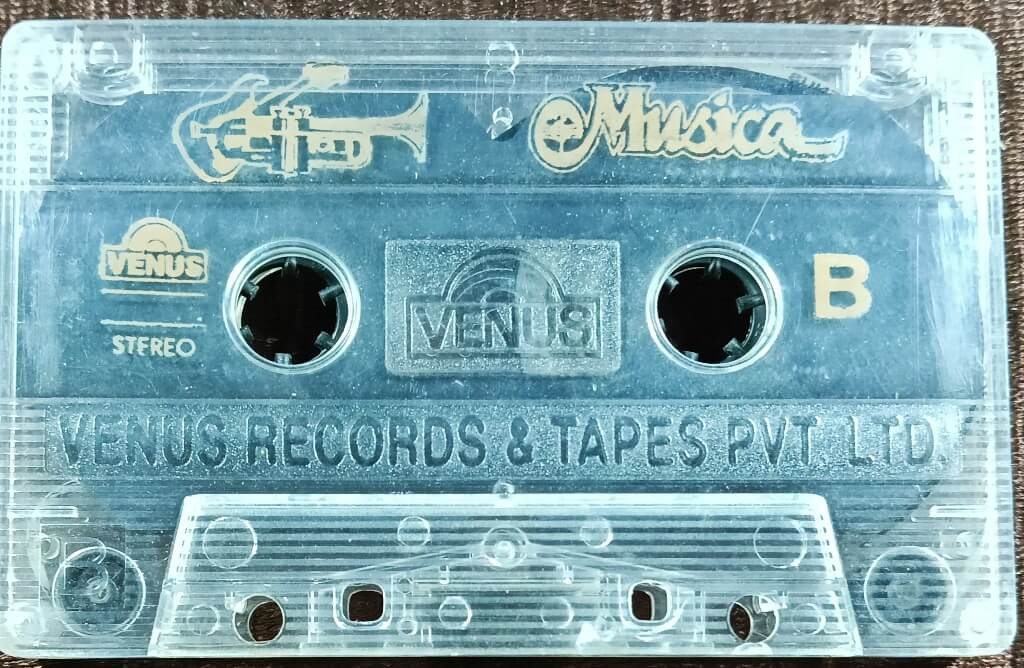 Musica
VENUS
STEREO
VENUS
B
VENUS RECORDS & TAPES PVT. LTD.